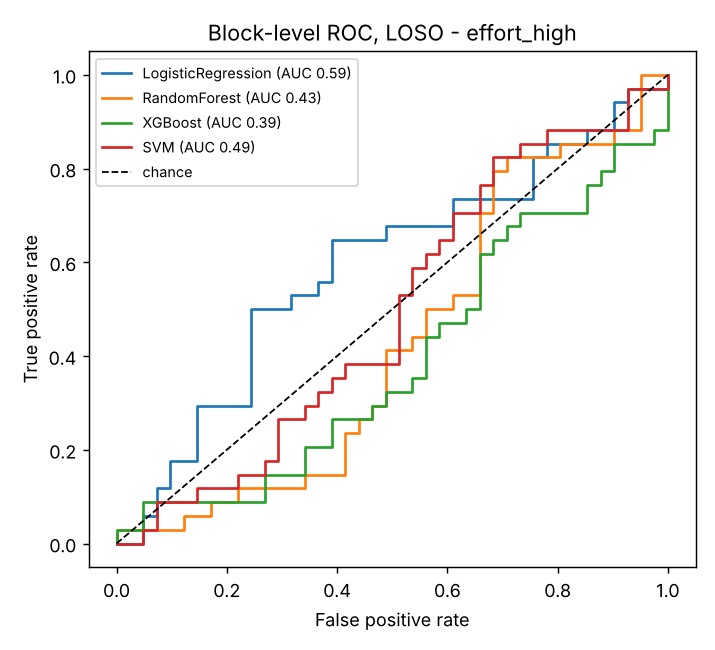 Block-level ROC, LOSO - effort_high
LogisticRegression (AUC 0.59)
RandomForest (AUC 0.43)
XGBoost (AUC 0.39)
SVM (AUC 0.49)
chance
True positive rate
1.0
0.8
0.6
0.4
0.2
0.0
0.0 0.2 0.4 0.6 0.8 1.0
False positive rate